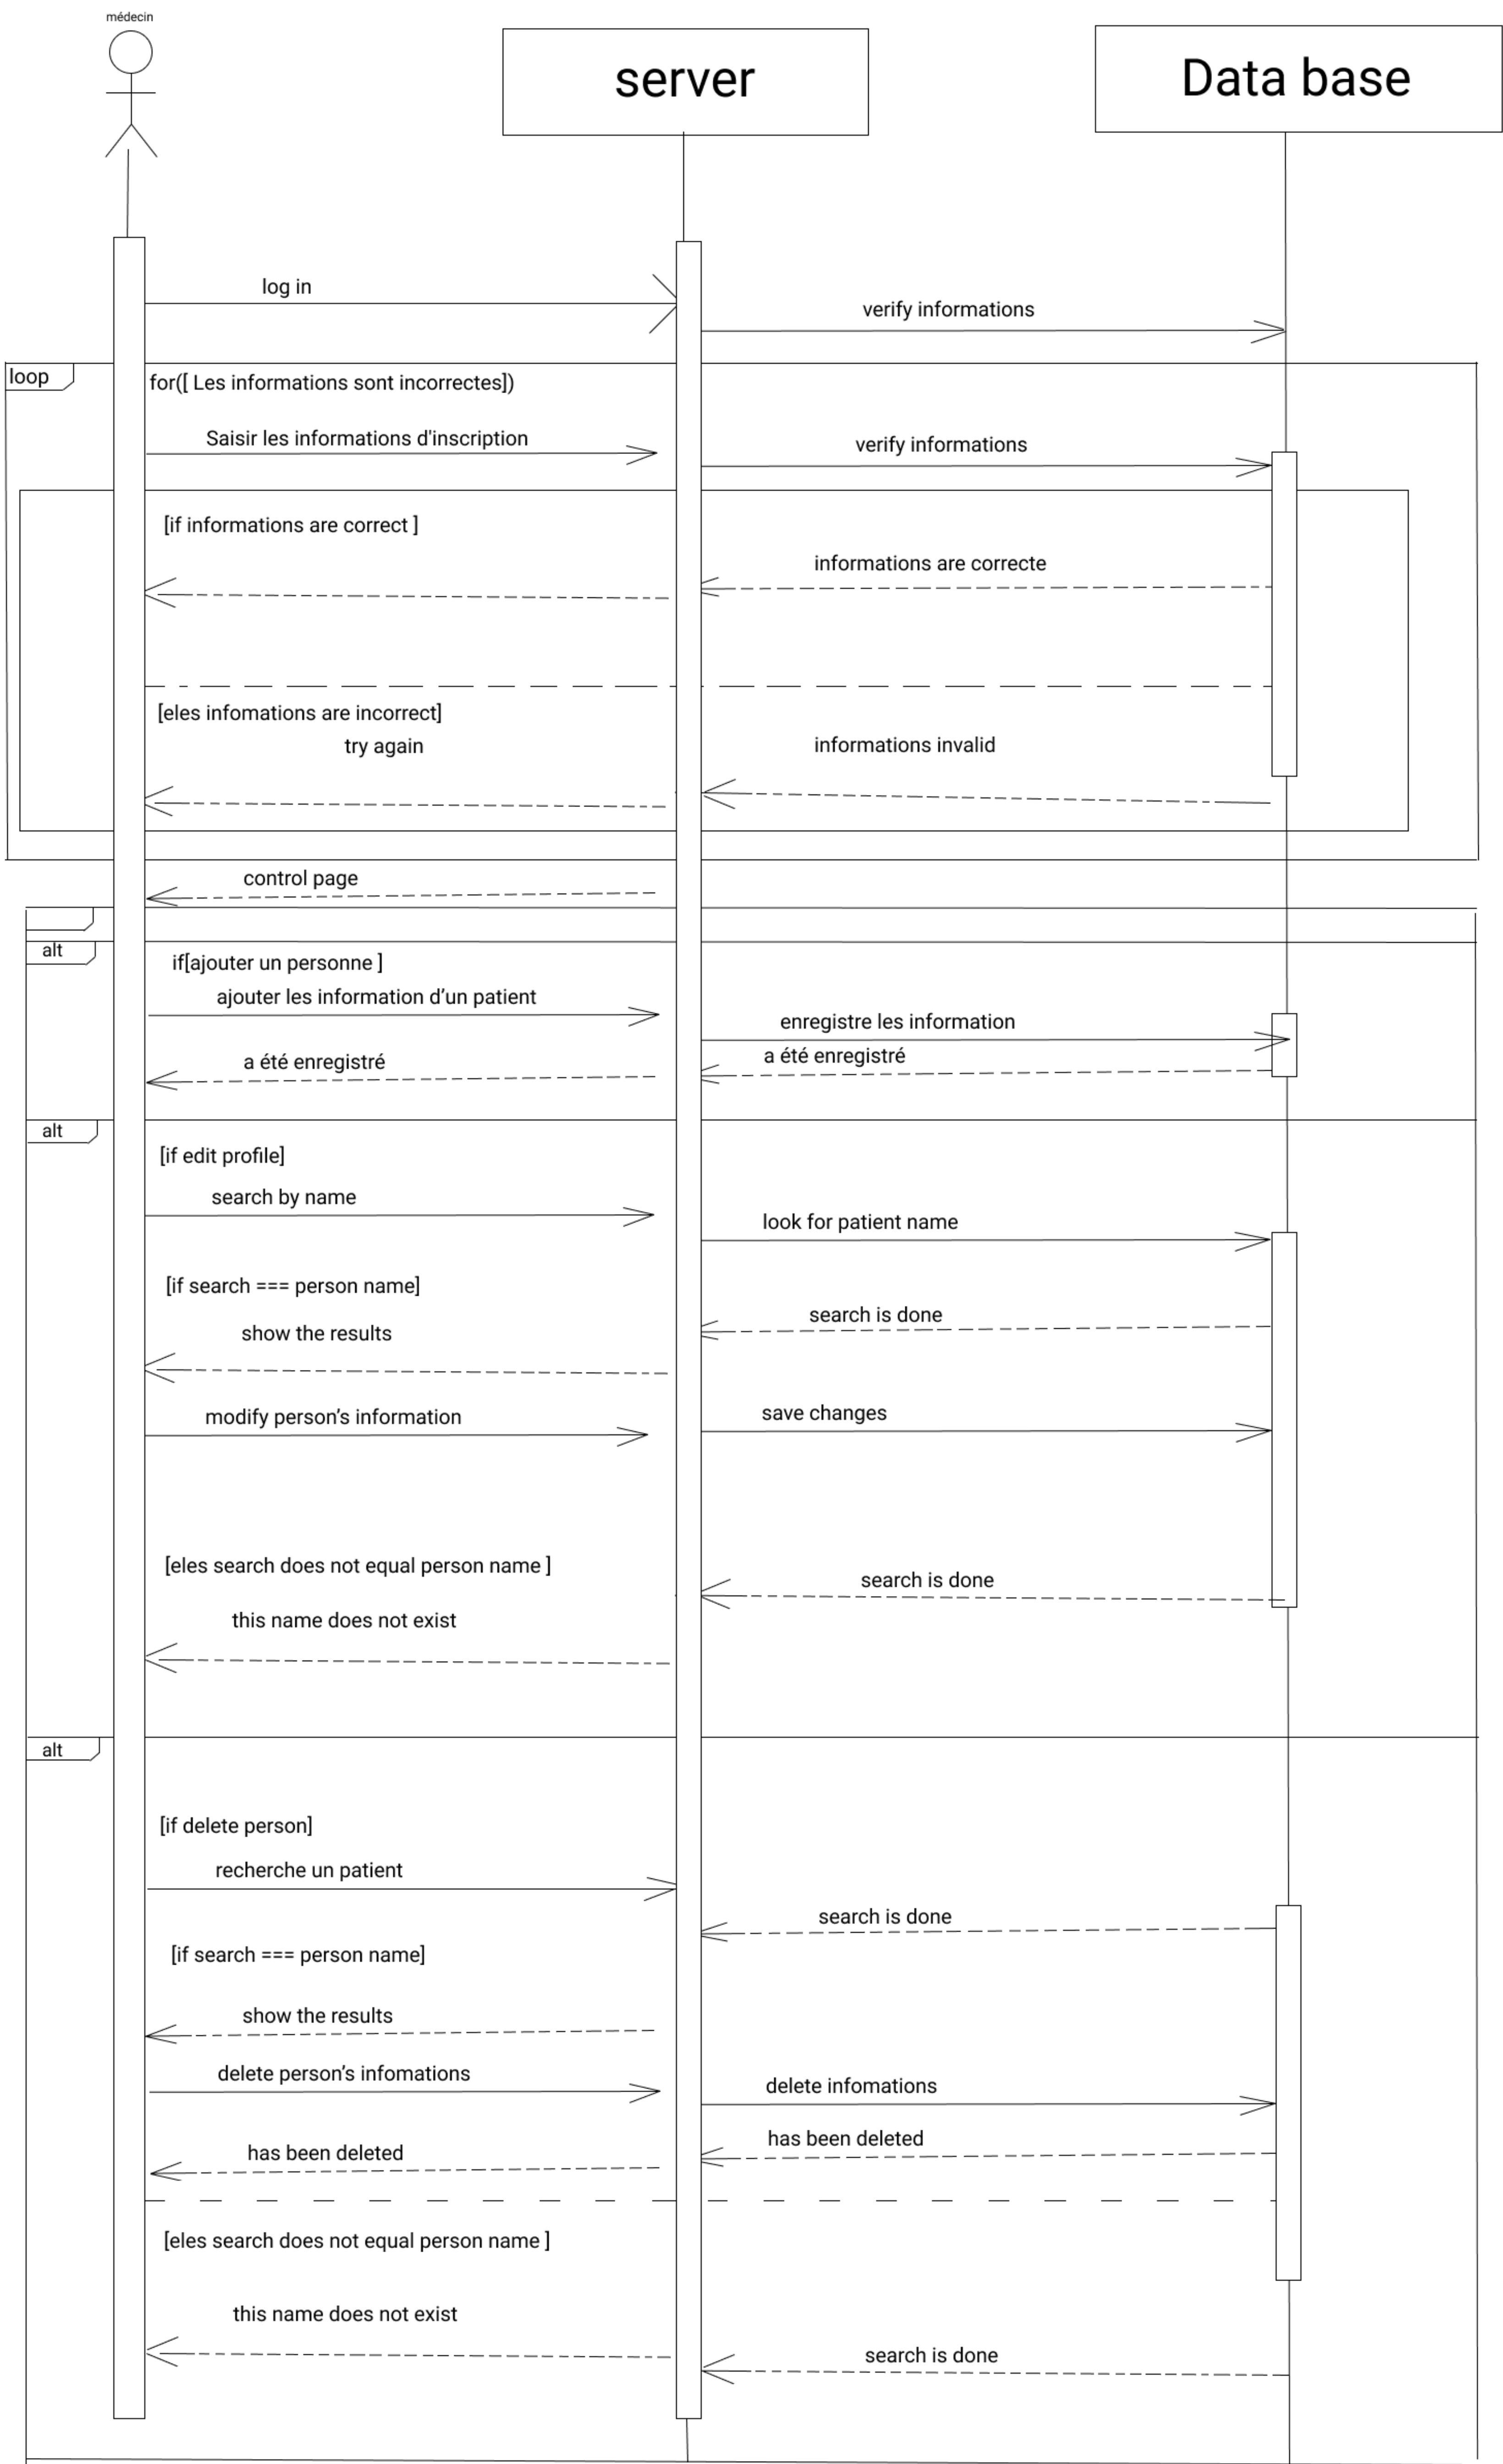 médecin
server
Data base
log in
verify informations
loop
for([ Les informations sont incorrectes])
Saisir les informations d'inscription
verify informations
[if informations are correct ]
informations are correcte
[eles infomations are incorrect]
try again
informations invalid
control page
alt
if[ajouter un personne ]
ajouter les information d’un patient
enregistre les information
a été enregistré
a été enregistré
alt
[if edit profile]
search by name
look for patient name
[if search === person name]
search is done
show the results
modify person’s information
save changes
[eles search does not equal person name ]
search is done
this name does not exist
alt
[if delete person]
recherche un patient
search is done
[if search === person name]
show the results
delete person’s infomations
delete infomations
has been deleted
has been deleted
[eles search does not equal person name ]
this name does not exist
search is done